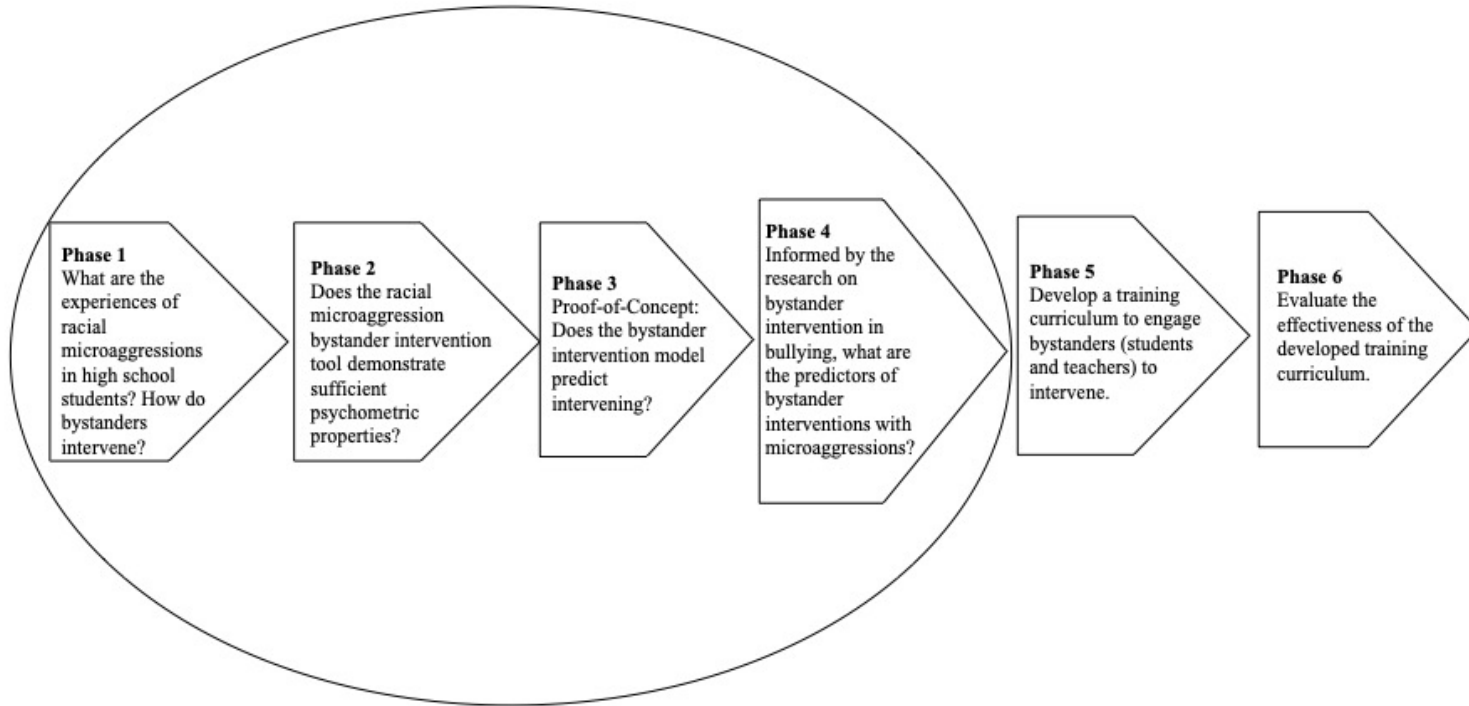 Phase 1
What are the
experiences of
racial
microaggressions
in high school
students? How do
bystanders
intervene?
Phase 2
Does the racial
microaggression
bystander intervention
tool demonstrate
sufficient
psychometric
properties?
Phase 3
Proof-of-Concept:
Does the bystander
intervention model
predict
intervening?
Phase 4
Informed by the
research on
bystander
intervention in
bullying, what are
the predictors of
bystander
interventions with
microaggressions?
Phase 5
Develop a training
curriculum to engage
bystanders (students
and teachers) to
intervene.
Phase 6
Evaluate the
effectiveness of the
developed training
curriculum.